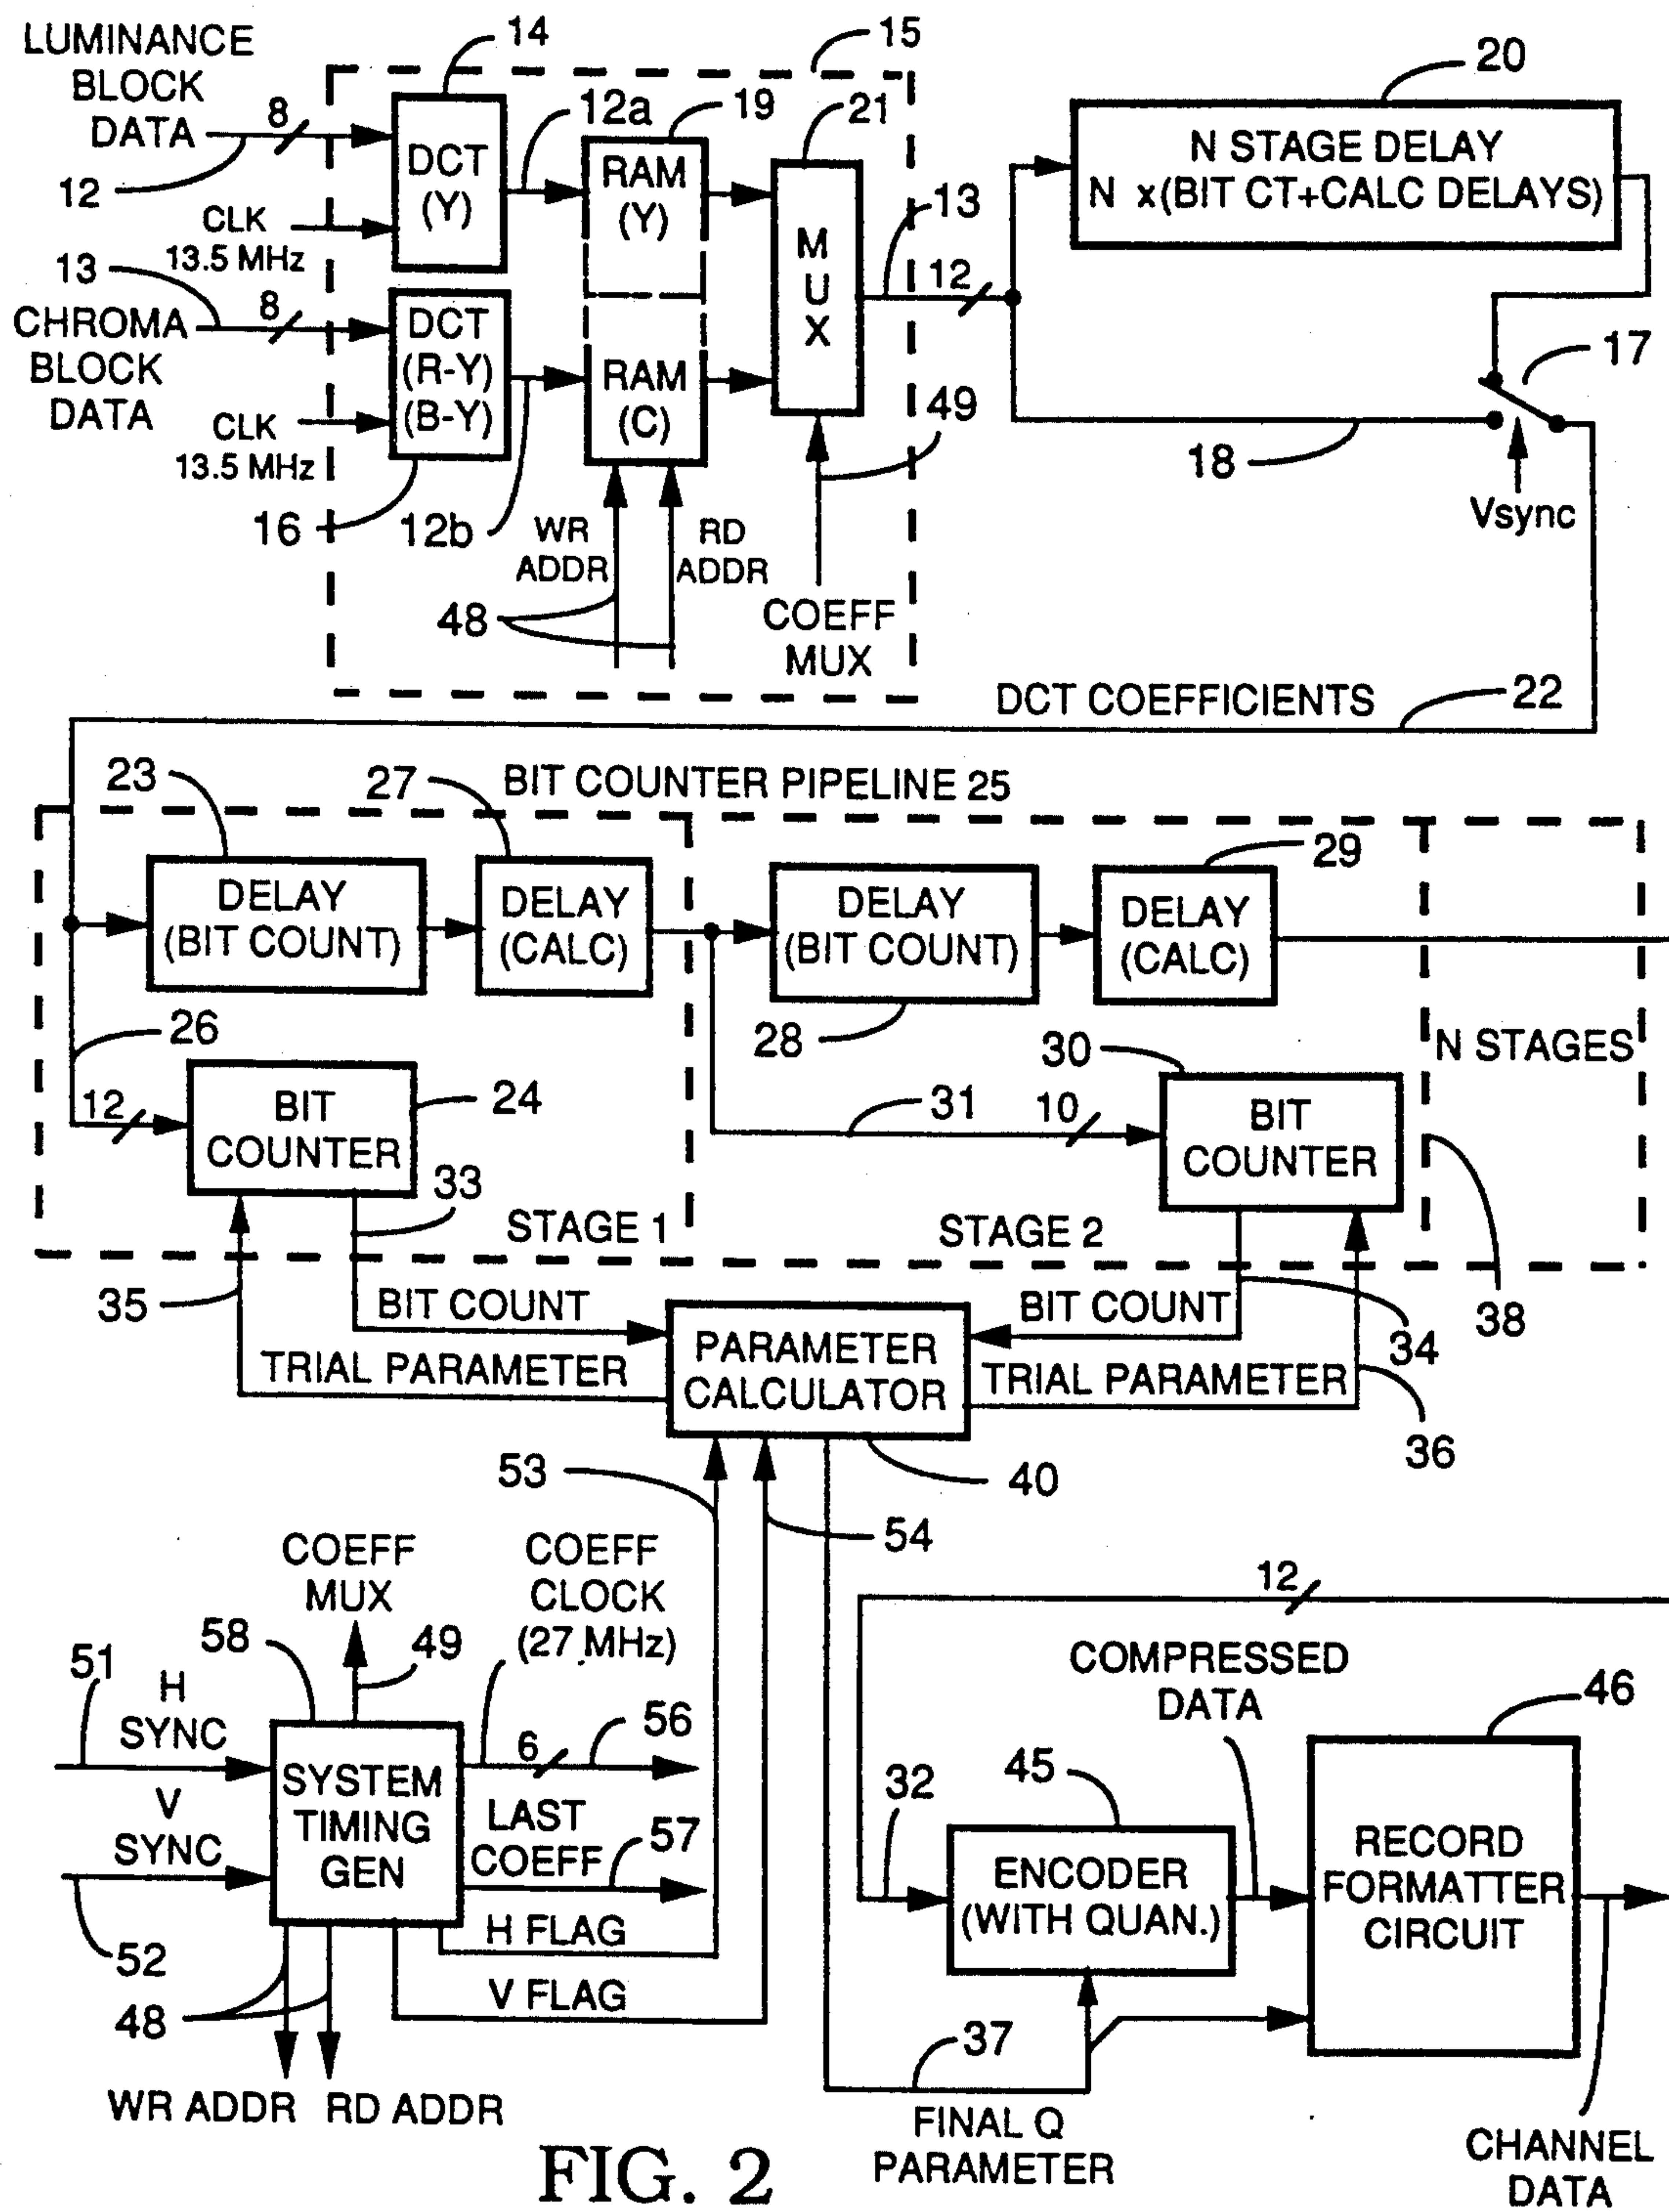 LUMINANCE
BLOCK
DATA
8
12
14
15
12a
19
21
20
DCT
(Y)
RAM
(Y)
M
U
X
N STAGE DELAY
N x(BIT CT+CALC DELAYS)
CLK
13.5 MHz
13
12
13
8
CHROMA
BLOCK
DATA
DCT
(R-Y)
(B-Y)
RAM
(C)
CLK
13.5 MHz
17
49
18
Vsync
16
12b
WR
ADDR
RD
ADDR
48
COEFF
MUX
DCT COEFFICIENTS
22
23
27
BIT COUNTER PIPELINE 25
29
DELAY
(BIT COUNT)
DELAY
(CALC)
DELAY
(BIT COUNT)
DELAY
(CALC)
26
28
30
N STAGES
12
BIT
COUNTER
24
31
10
BIT
COUNTER
33
STAGE 1
STAGE 2
35
BIT COUNT
BIT COUNT
38
34
TRIAL PARAMETER
PARAMETER
CALCULATOR
TRIAL PARAMETER
36
53
40
54
COEFF
MUX
COEFF
CLOCK
(27 MHz)
12
58
49
51
H
SYNC
COMPRESSED
DATA
46
6
56
SYSTEM
TIMING
GEN
V
SYNC
LAST
COEFF
57
32
45
ENCODER
(WITH QUAN.)
RECORD
FORMATTER
CIRCUIT
H FLAG
52
V FLAG
48
37
WR ADDR
RD ADDR
FINAL Q
PARAMETER
CHANNEL
DATA
FIG. 2